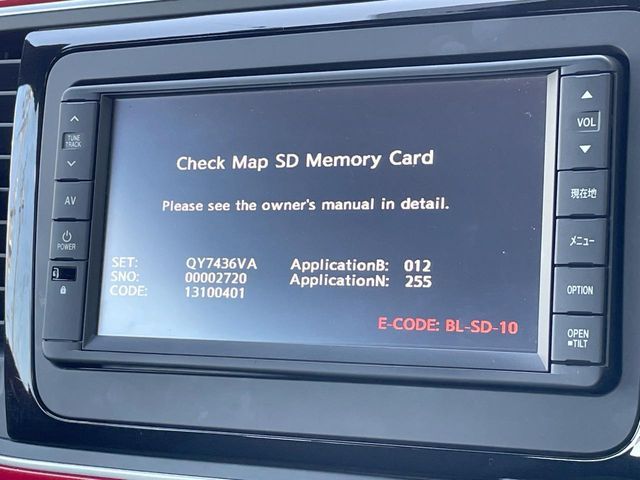 Check Map SD Memory Card
Please see the owner's manual in detail.
SET: QY7436VA ApplicationB: 012
SNO: 00002720 ApplicationN: 255
CODE: 13100401
E-CODE: BL-SD-10
TUNE
TRACK
AV
POWER
VOL
現在地
メニュー
OPTION
OPEN
■TILT